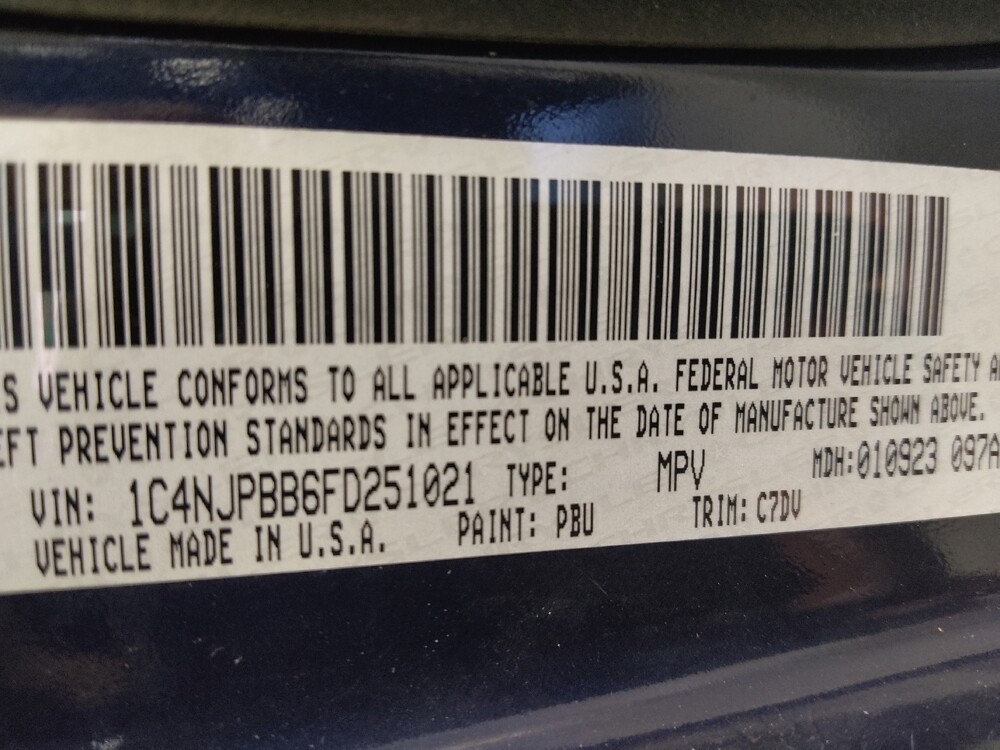 S VEHICLE CONFORMS TO ALL APPLICABLE U.S.A. FEDERAL MOTOR VEHICLE SAFETY A
EFT PREVENTION STANDARDS IN EFFECT ON THE DATE OF MANUFACTURE SHOWN ABOVE.
VIN: 1C4NJPBB6FD251021 TYPE: MPV MDH:010923 097A
VEHICLE MADE IN U.S.A. PAINT: PBU TRIM: C7DV